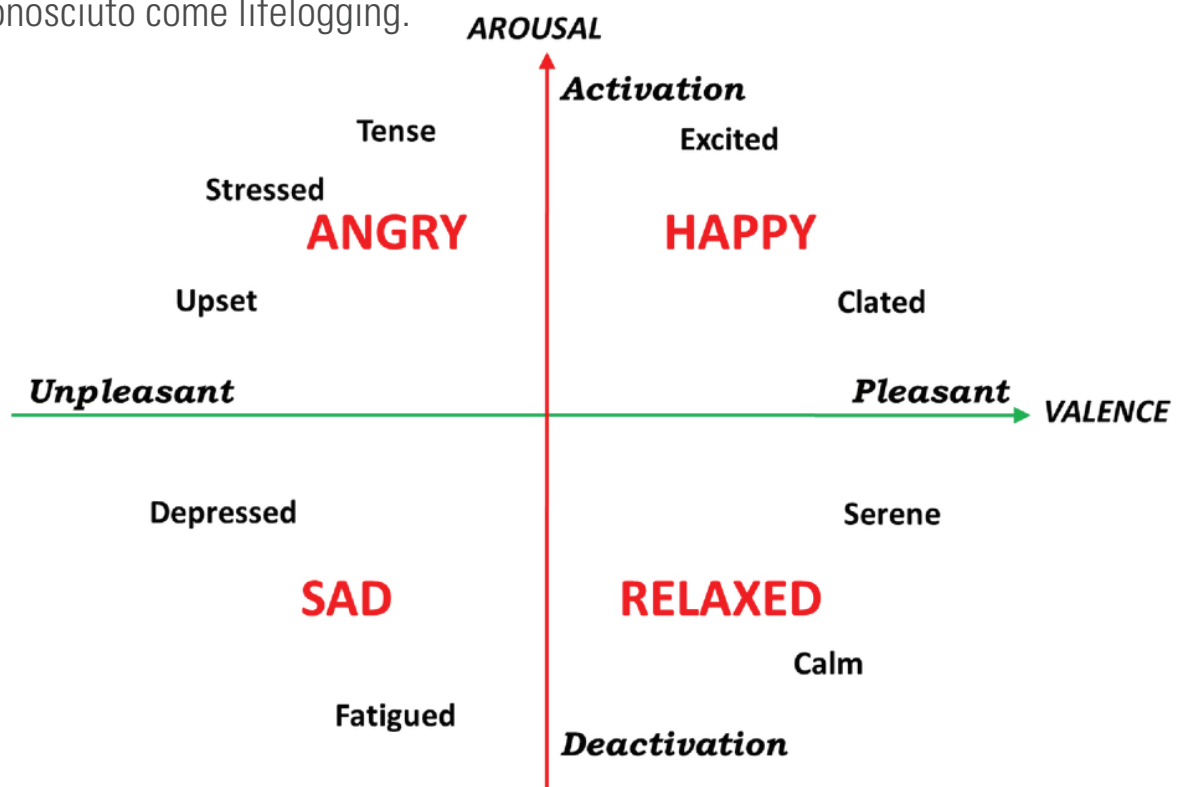 onosciuto come lifelogging.
AROUSAL
Activation
Tense
Excited
Stressed
ANGRY
HAPPY
Upset
Clated
Unpleasant
Pleasant
VALENCE
Depressed
Serene
SAD
RELAXED
Calm
Fatigued
Deactivation